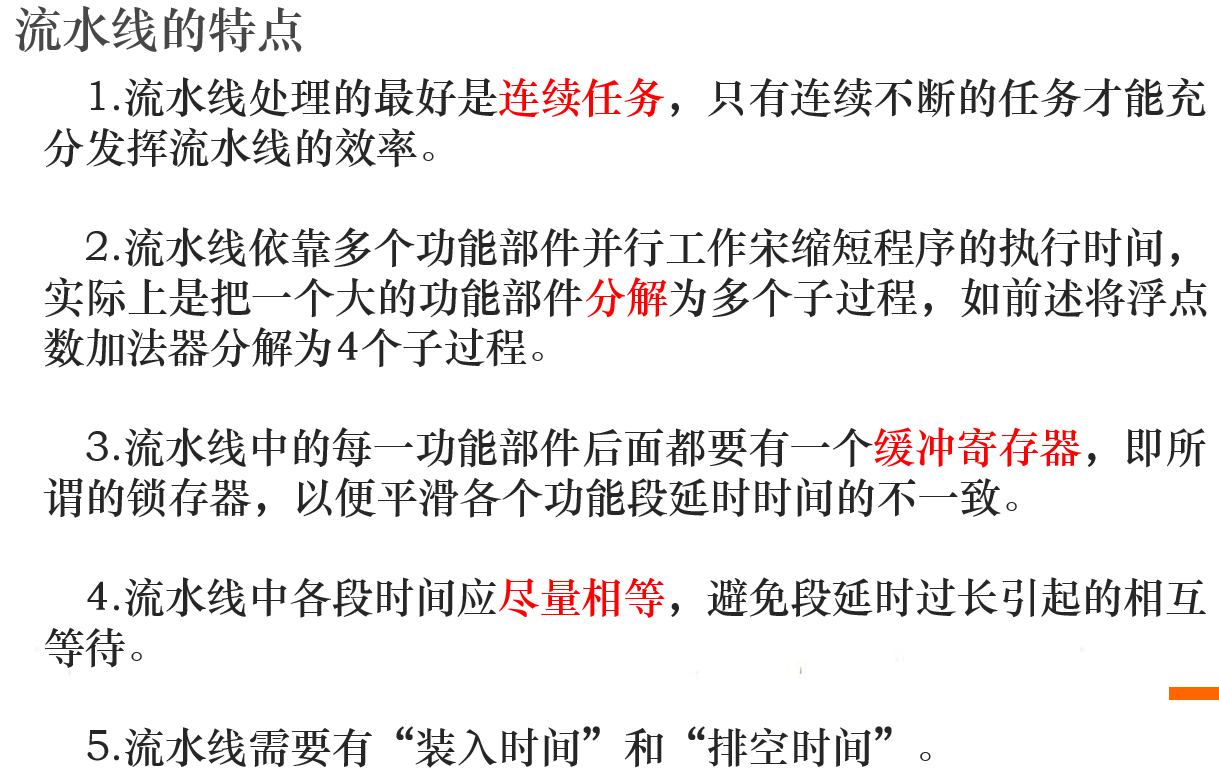 流水线的特点
1.流水线处理的最好是连续任务，只有连续不断的任务才能充
分发挥流水线的效率。
2.流水线依靠多个功能部件并行工作宋缩短程序的执行时间，
实际上是把一个大的功能部件分解为多个子过程，如前述将浮点
数加法器分解为4个子过程。
3.流水线中的每一功能部件后面都要有一个缓冲寄存器，即所
谓的锁存器，以便平滑各个功能段延时时间的不一致。
4.流水线中各段时间应尽量相等，避免段延时过长引起的相互
等待。
5.流水线需要有“装入时间”和“排空时间”。